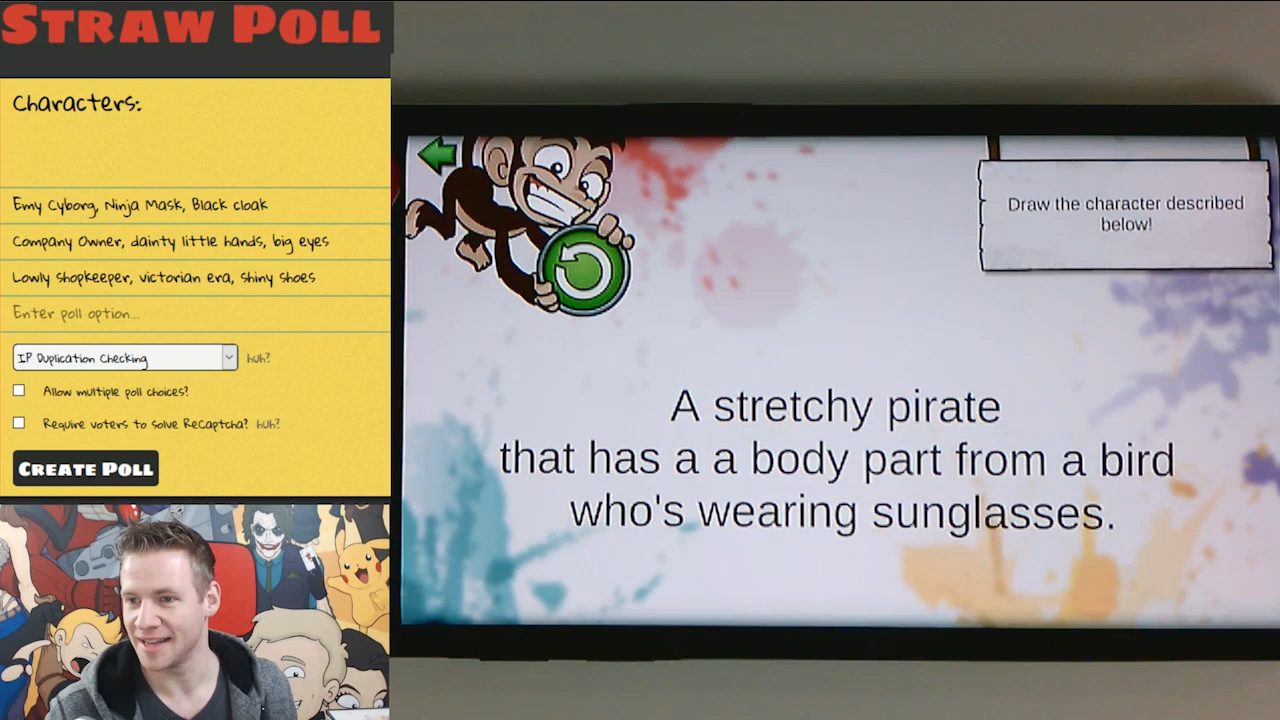 STRAW POLL
Characters:
Emy Cyborg, Ninja Mask, Black cloak
Company Owner, dainty little hands, big eyes
Lowly shopkeeper, victorian era, shiny shoes
Enter poll option...
IP Duplication Checking huh?
Allow multiple poll choices?
Require voters to solve ReCaptcha? huh?
CREATE POLL
Draw the character described
below!
A stretchy pirate
that has a a body part from a bird
who's wearing sunglasses.